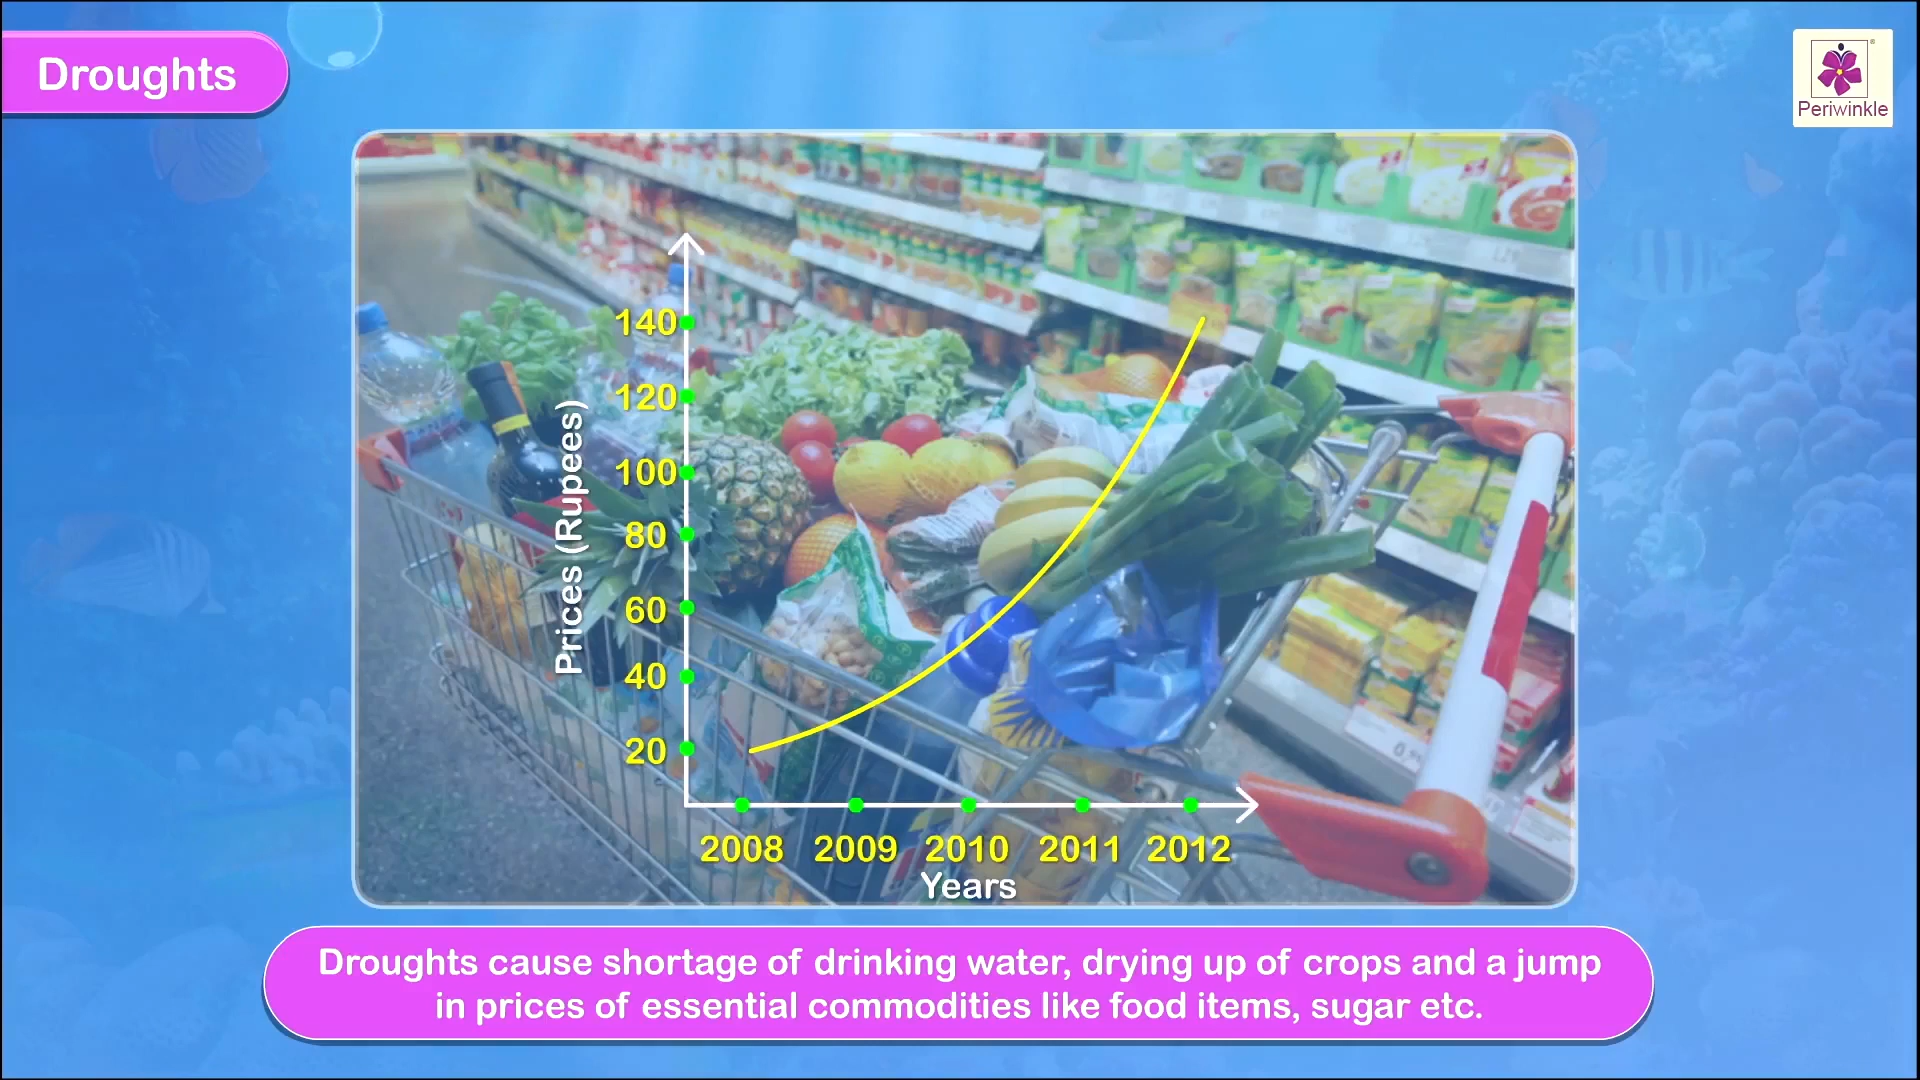 Droughts
Periwinkle
140
120
100
80
60
40
20
Prices (Rupees)
2008 2009 2010 2011 2012
Years
Droughts cause shortage of drinking water, drying up of crops and a jump
in prices of essential commodities like food items, sugar etc.